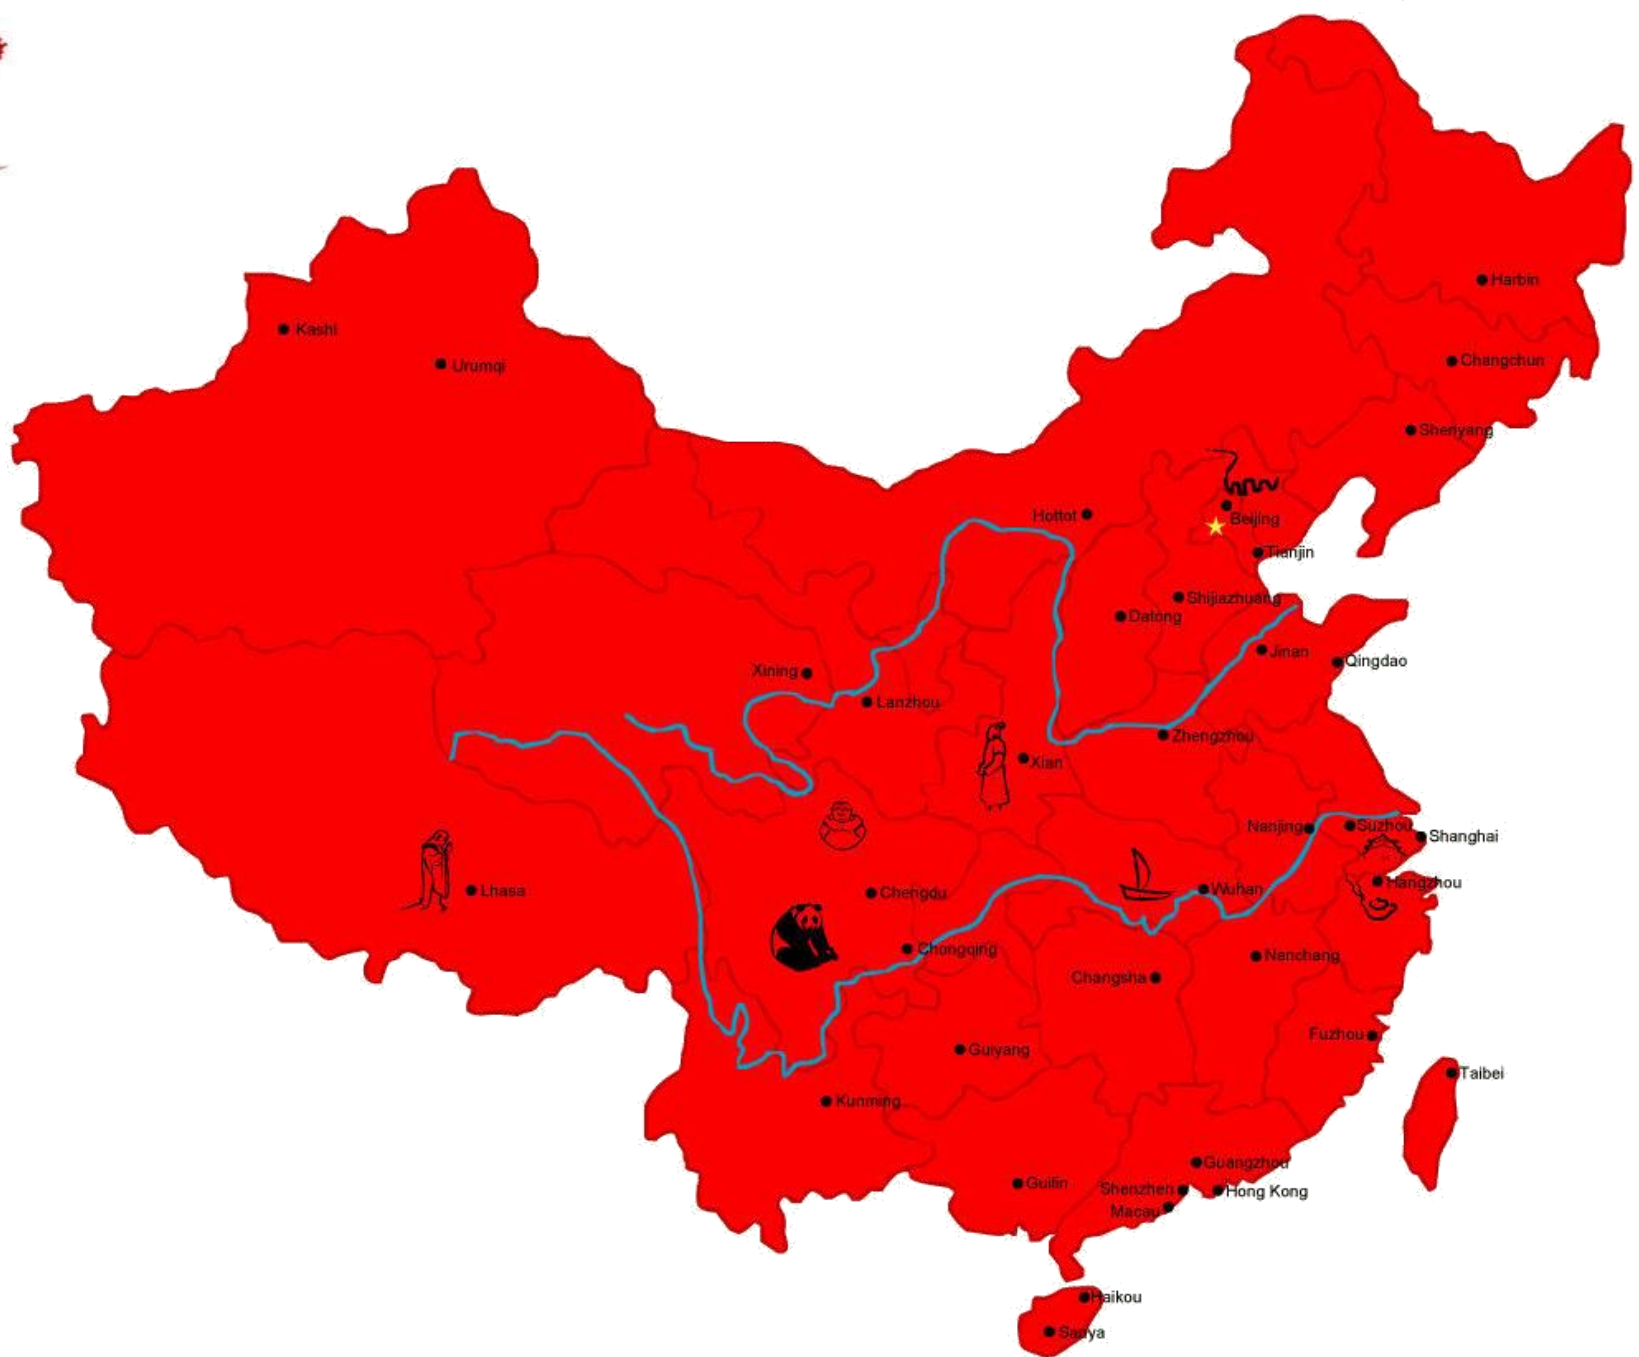 Harbin
Kashi
Changchun
Urumqi
Shenyang
Hottot
Beijing
Tianjin
Shijiazhuang
Datong
Jinan
Qingdao
Xining
Lanzhou
Zhengzhou
Xian
Nanjing
Suzhou
Shanghai
Hangzhou
Lhasa
Chengdu
Wuhan
Chongqing
Nanchang
Changsha
Fuzhou
Guiyang
Taibei
Kunming
Guangzhou
Guilin
Shenzhen
Hong Kong
Macau
Haikou
Sanya